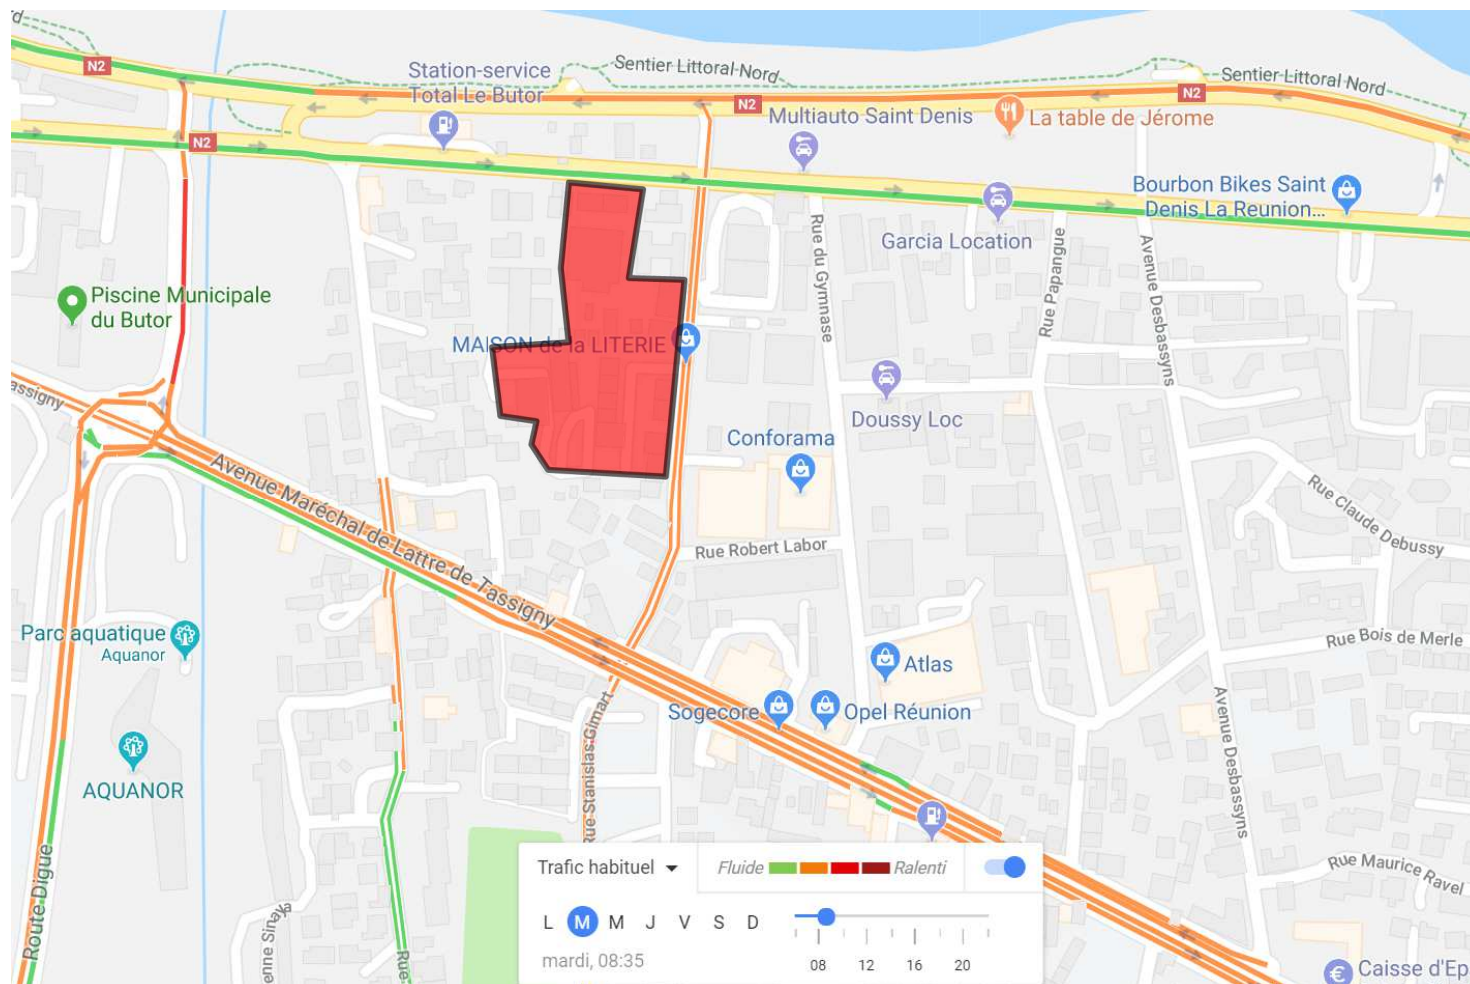 N2
Station-service
Total Le Butor
Sentier Littoral Nord
N2
Multiauto Saint Denis
La table de Jérome
N2
Sentier Littoral Nord
N2
Bourbon Bikes Saint
Denis La Reunion...
Garcia Location
Rue du Gymnase
Rue Papangue
Avenue Desbassyns
Piscine Municipale
du Butor
MAISON de la LITERIE
assigny
Doussy Loc
Conforama
Avenue Maréchal de Lattre de Tassigny
Rue Robert Labor
Rue Claude Debussy
Parc aquatique
Aquanor
Rue Bois de Merle
Atlas
Sogecore
Opel Réunion
Rue Stanislas Gimart
Avenue Desbassyns
AQUANOR
Route Digue
enne Sinaya
Rue
Rue Maurice Ravel
Caisse d'Ep
Trafic habituel
Fluide
Ralenti
L M M J V S D
mardi, 08:35
08 12 16 20